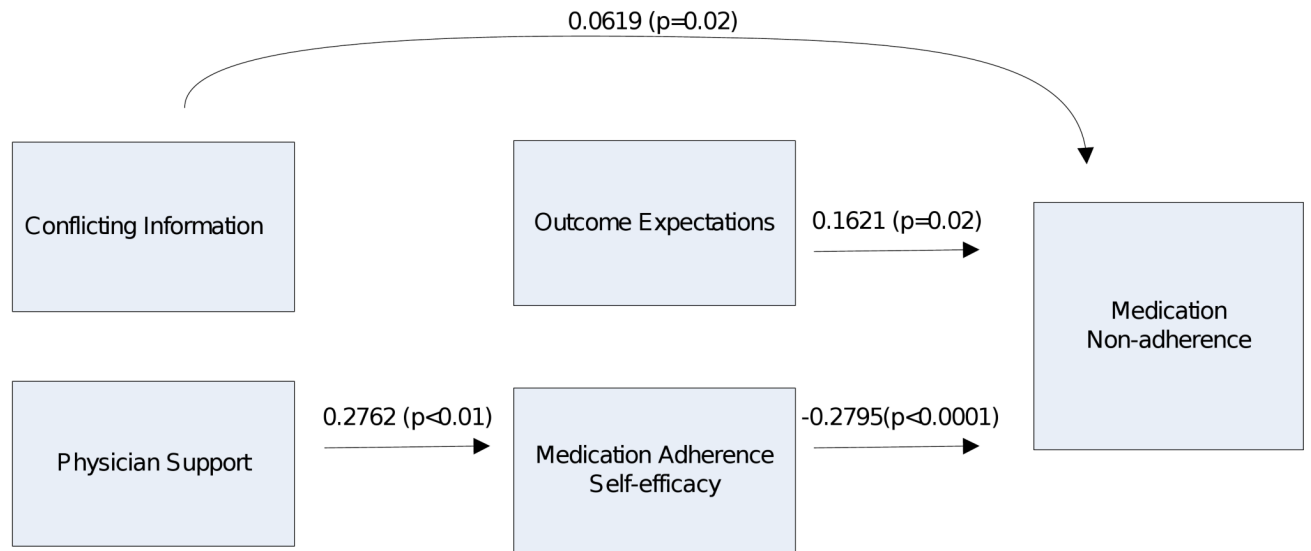 0.0619 (p=0.02)
Conflicting Information
Outcome Expectations
0.1621 (p=0.02)
Medication
Non-adherence
Physician Support
0.2762 (p<0.01)
Medication Adherence
Self-efficacy
-0.2795(p<0.0001)